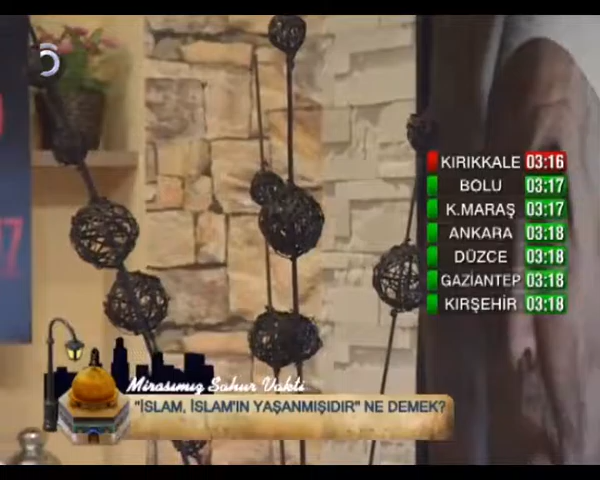 KIRIKKALE 03:16
BOLU 03:17
K.MARAŞ 03:17
ANKARA 03:18
DÜZCE 03:18
GAZİANTEP 03:18
KIRŞEHİR 03:18
Mirasımız Sahur Vakti
"İSLAM, İSLAM'IN YAŞANMIŞIDIR" NE DEMEK?